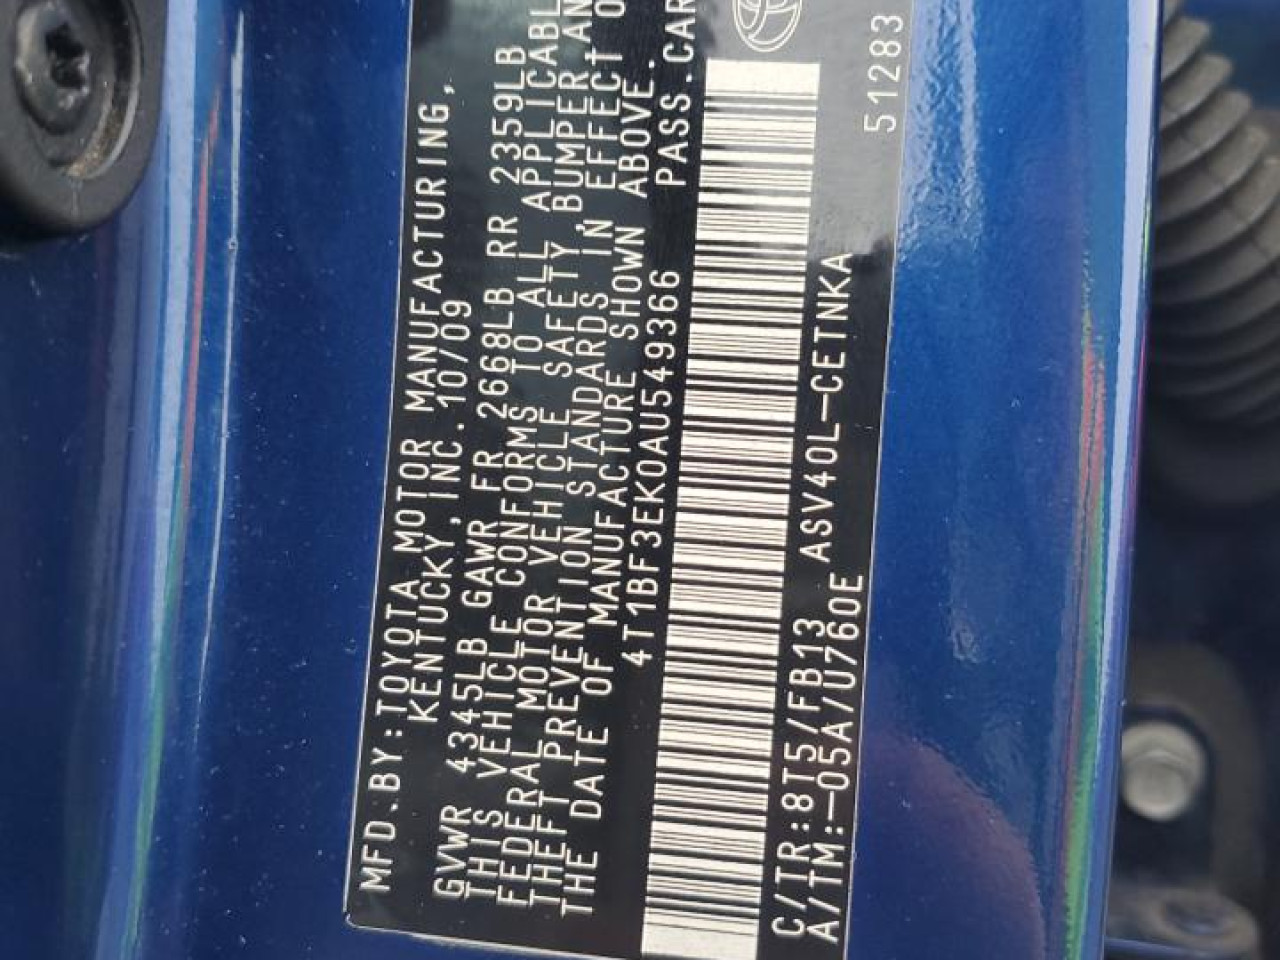 MFD.BY:TOYOTA MOTOR MANUFACTURING,
KENTUCKY,INC.10/09
GVWR 4345LB GAWR FR 2668LB RR 2359LB
THIS VEHICLE CONFORMS TO ALL APPLICABL
FEDERAL MOTOR VEHICLE SAFETY,BUMPER AN
THEFT PREVENTION STANDARDS IN EFFECT O
THE DATE OF MANUFACTURE SHOWN ABOVE.
4T1BF3EK0AU549366 PASS.CAR
C/TR:8T5/FB13 ASV40L-CETNKA
A/TM:-05A/U760E 51283